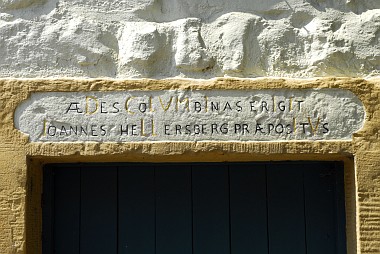 ÆDES COLVMBINAS ERIGIT
IOANNES HELLERSBERG PRÆPOSITVS